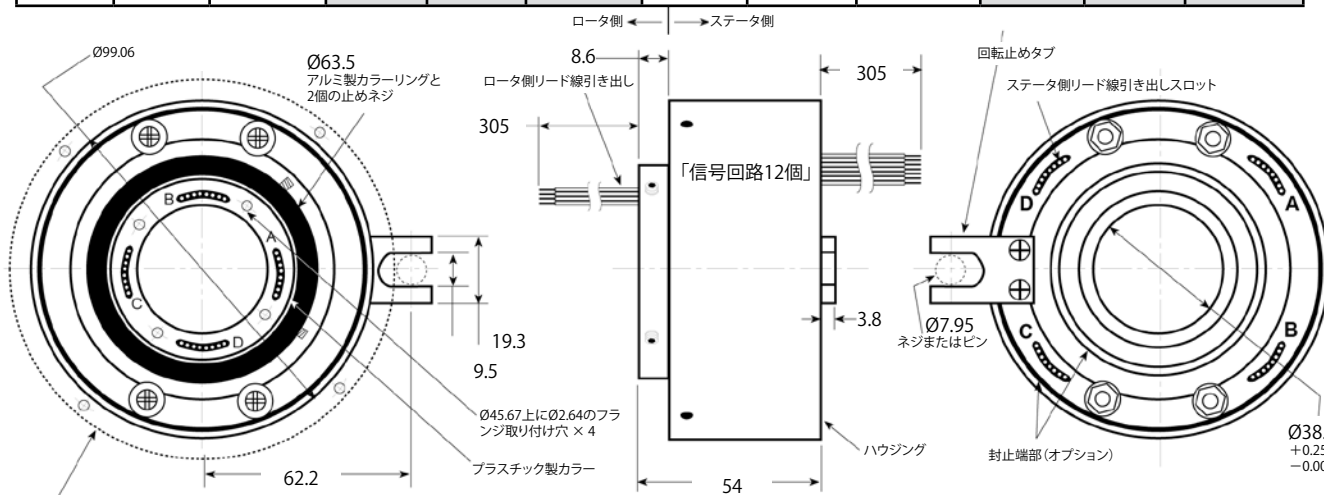 ロータ側
ステータ側
Ø99.06
Ø63.5
アルミ製カラーリングと
2個の止めネジ
B
A
C
D
19.3
9.5
Ø45.67上にØ2.64のフラ
ンジ取り付け穴 × 4
プラスチック製カラー
62.2
8.6
ロータ側リード線引き出し
305
305
「信号回路12個」
3.8
ハウジング
54
回転止めタブ
ステータ側リード線引き出しスロット
D
A
C
B
Ø7.95
ネジまたはピン
封止端部(オプション)
Ø38.
+0.25